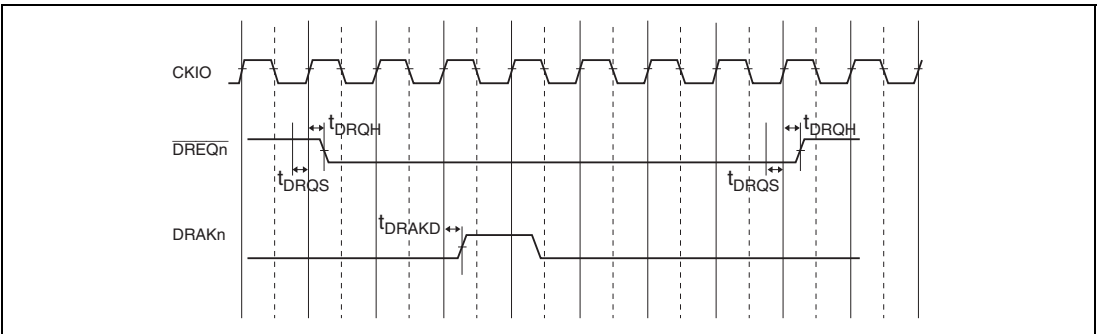 CKIO
tDRQH
tDRQH
DREQn
tDRQS
tDRQS
tDRAKD
DRAKn